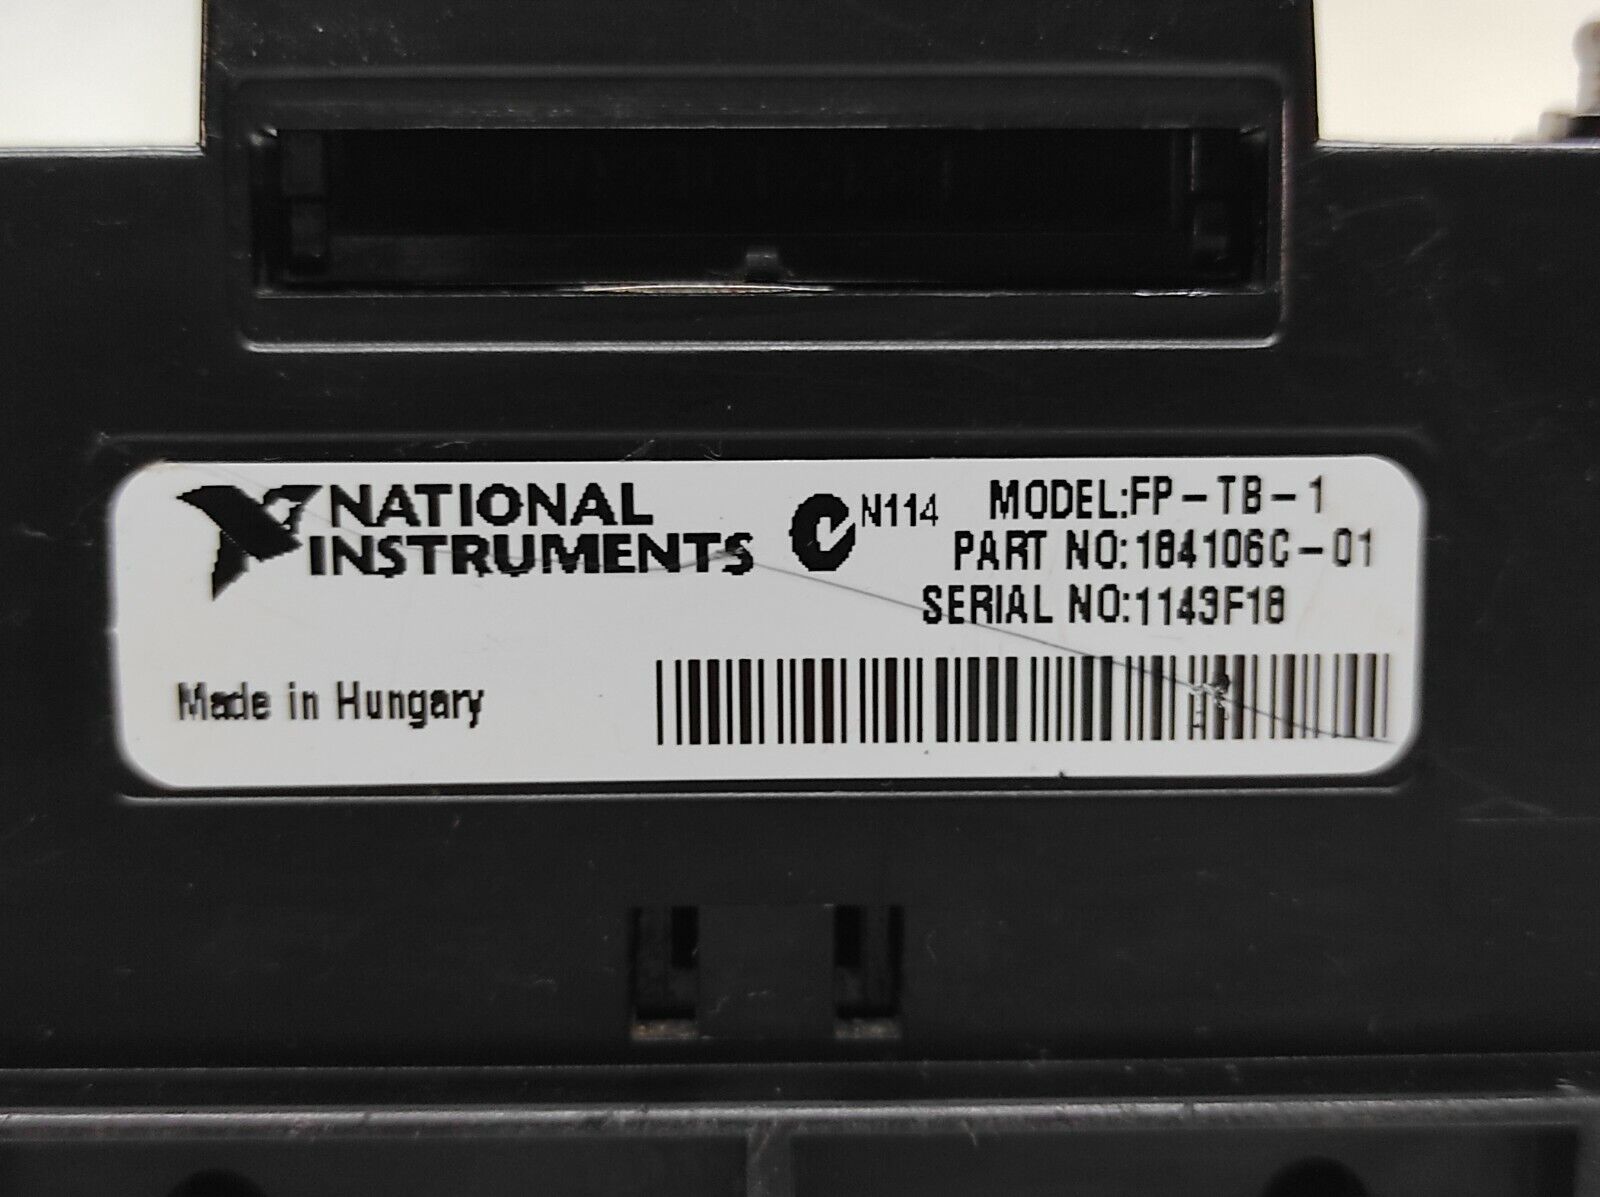 NATIONAL
INSTRUMENTS
N114
MODEL:FP-TB-1
PART NO:184106C-01
SERIAL NO:1143F18
Made in Hungary